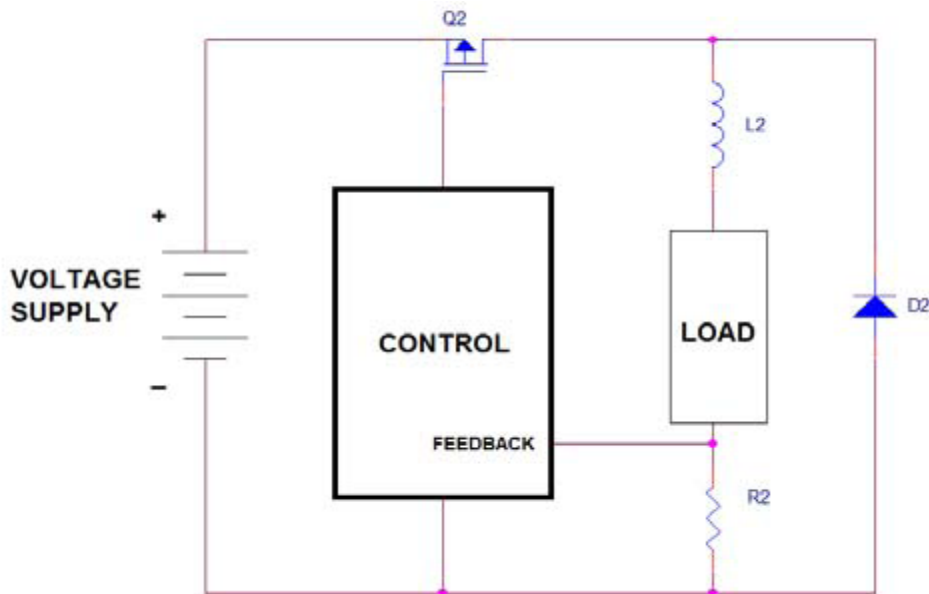 Q2
L2
+
VOLTAGE
SUPPLY
CONTROL
LOAD
D2
–
FEEDBACK
R2